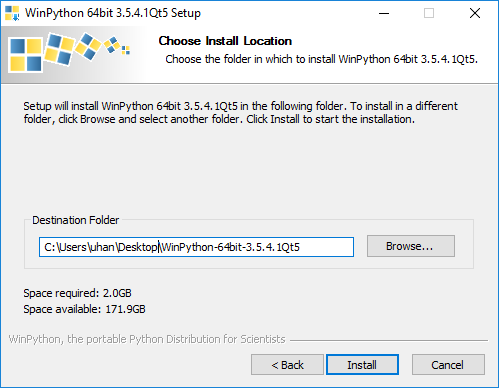 WinPython 64bit 3.5.4.1Qt5 Setup
Choose Install Location
Choose the folder in which to install WinPython 64bit 3.5.4.1Qt5.
Setup will install WinPython 64bit 3.5.4.1Qt5 in the following folder. To install in a different
folder, click Browse and select another folder. Click Install to start the installation.
Destination Folder
C:\Users\uhan\Desktop\WinPython-64bit-3.5.4.1Qt5
Browse...
Space required: 2.0GB
Space available: 171.9GB
WinPython, the portable Python Distribution for Scientists
< Back
Install
Cancel